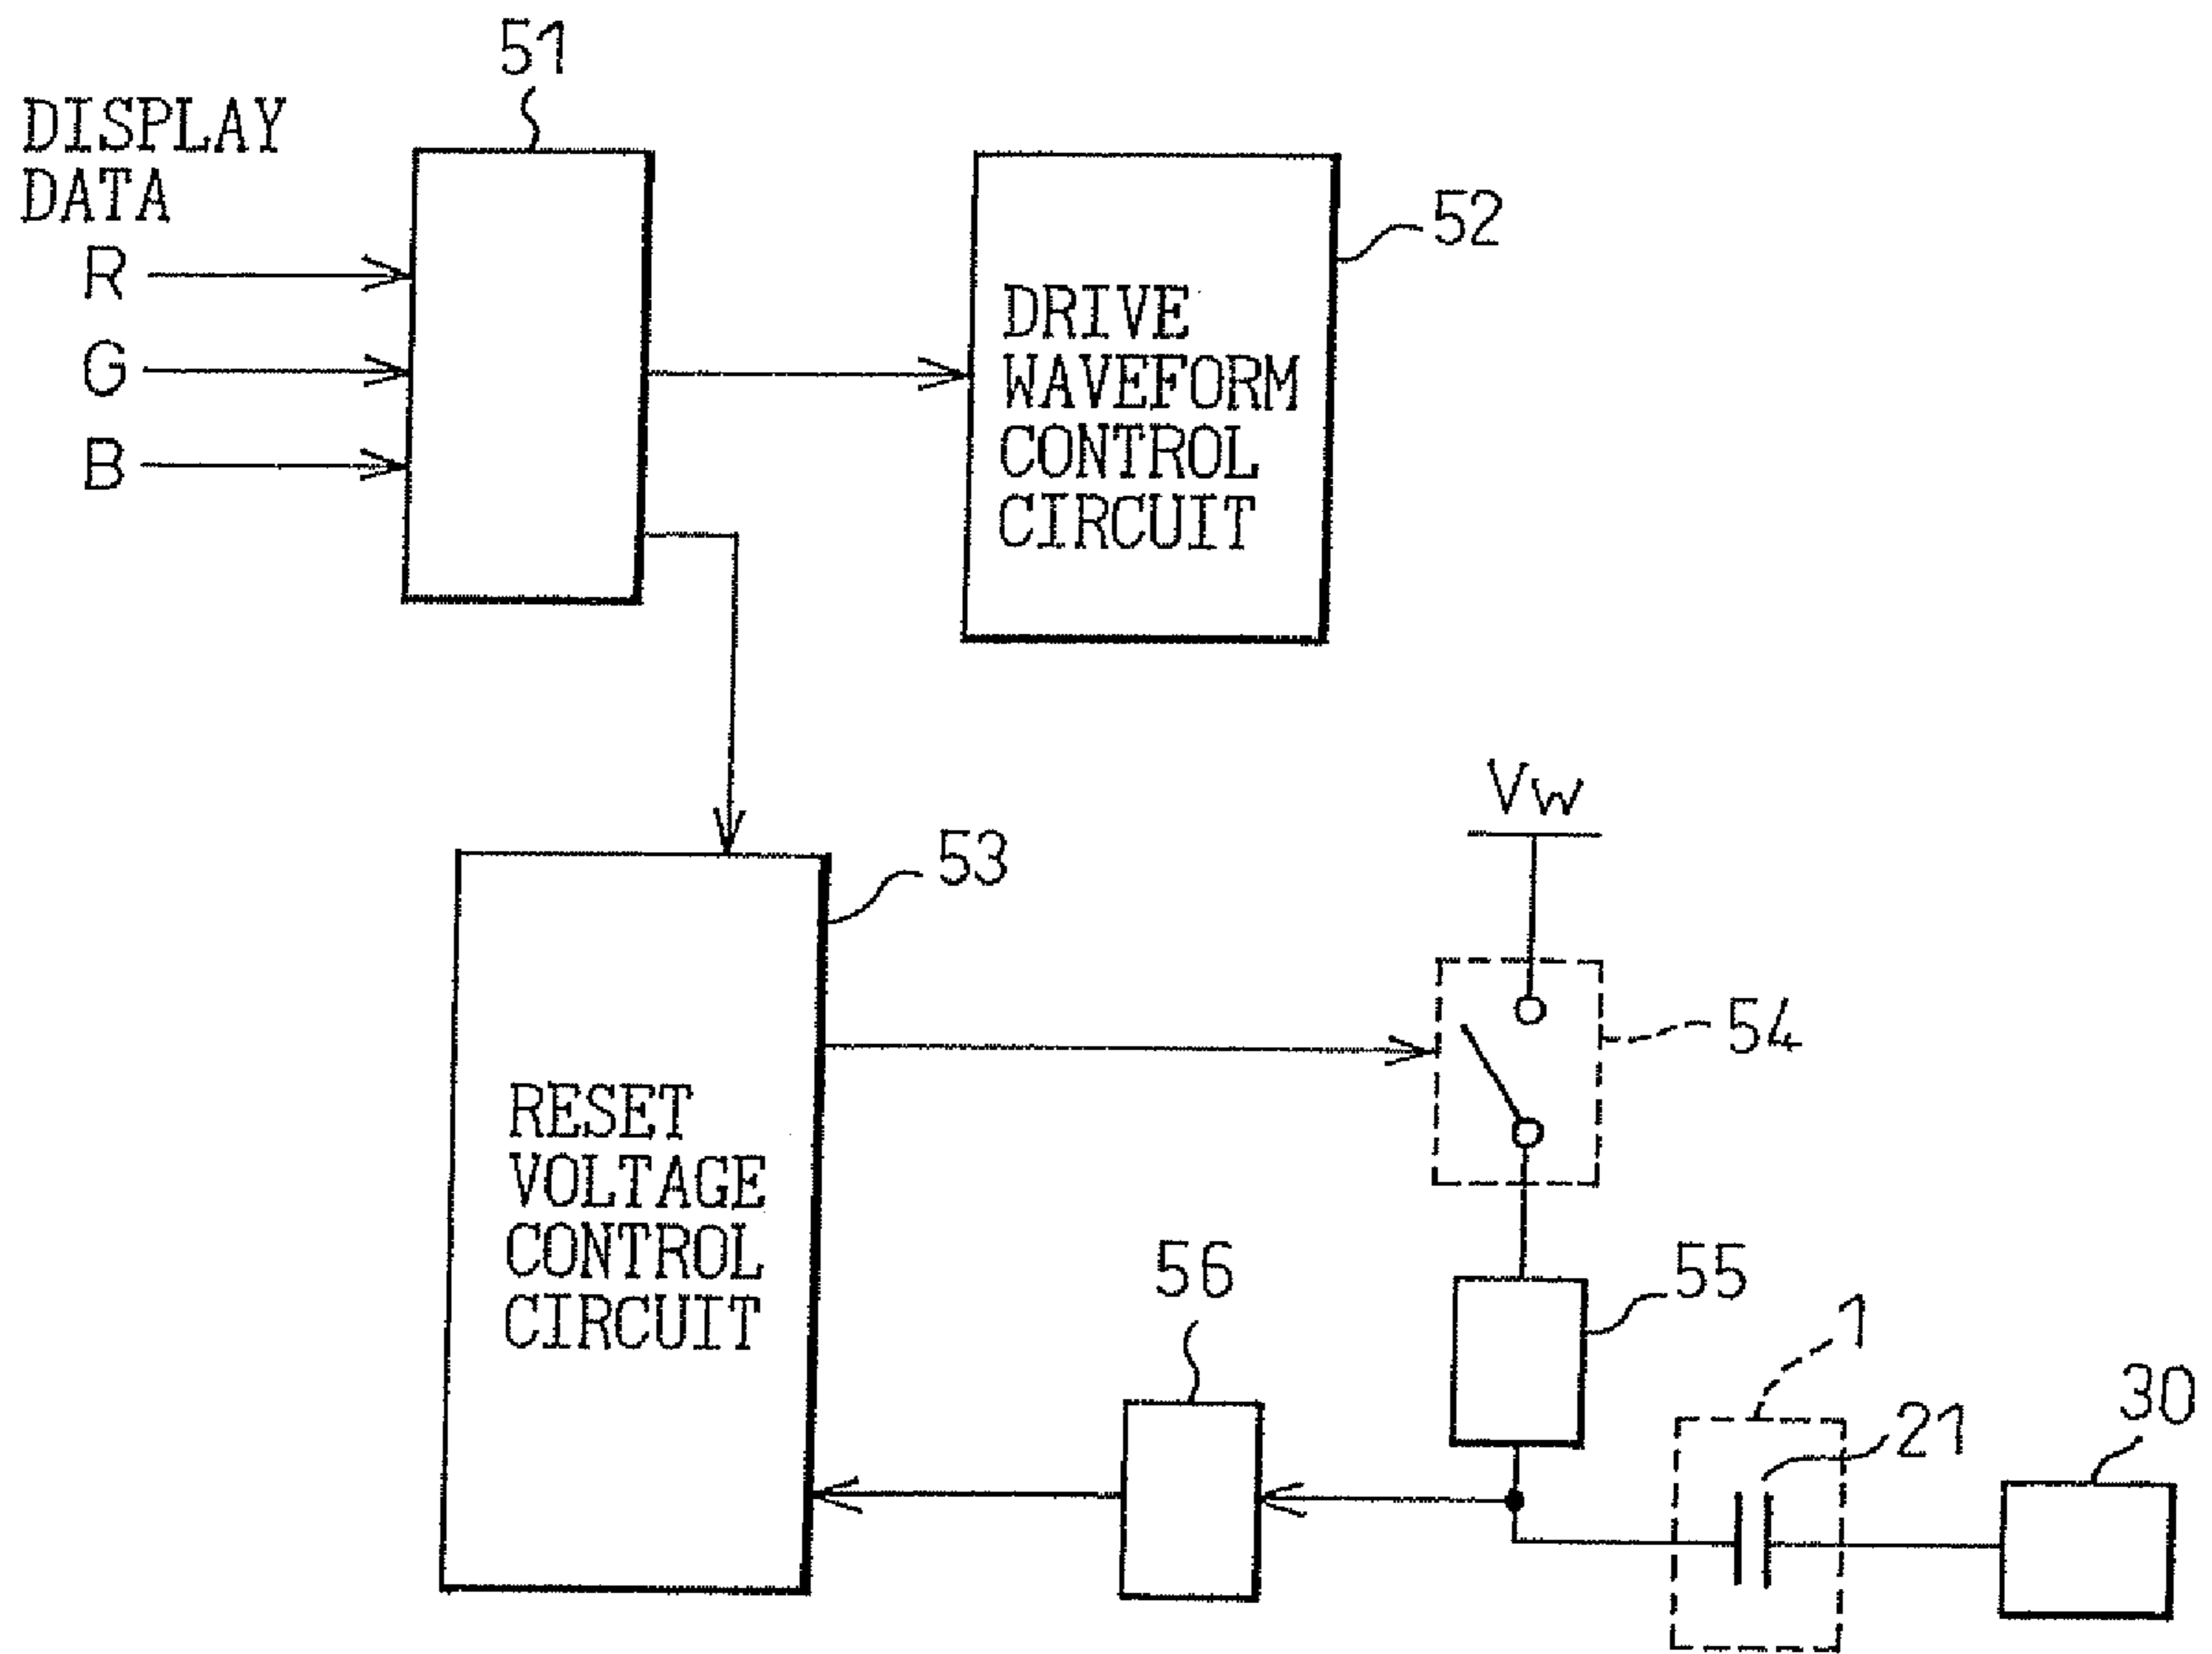 51
DISPLAY
DATA
R
G
B
52
DRIVE
WAVEFORM
CONTROL
CIRCUIT
Vw
53
54
RESET
VOLTAGE
CONTROL
CIRCUIT
56
55
1
21
30